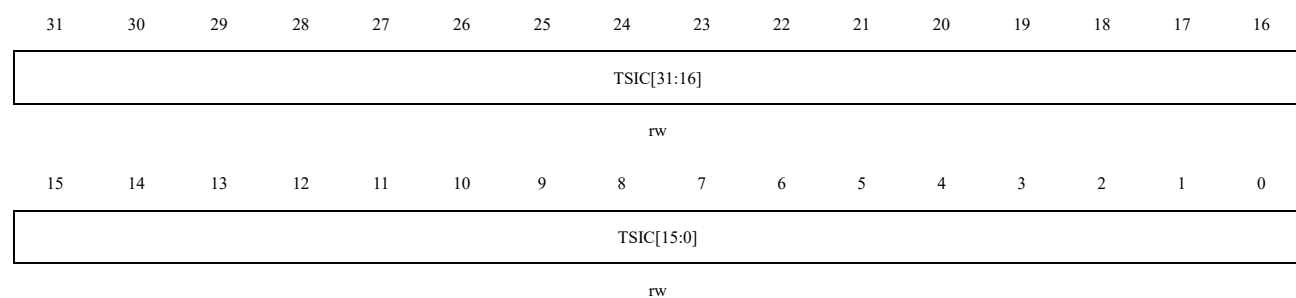 31 30 29 28 27 26 25 24 23 22 21 20 19 18 17 16
TSIC[31:16]
rw
15 14 13 12 11 10 9 8 7 6 5 4 3 2 1 0
TSIC[15:0]
rw